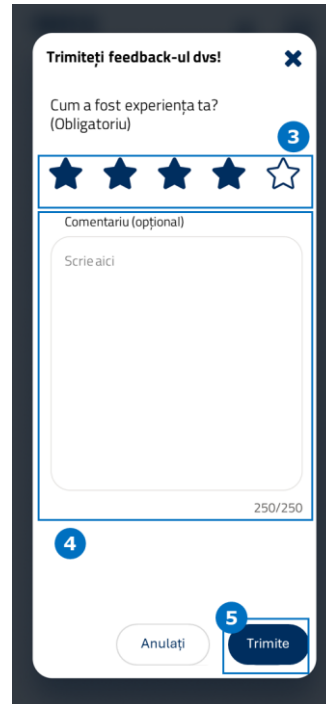 Trimiteți feedback-ul dvs!
Cum a fost experiența ta?
(Obligatoriu)
3
Comentariu (opțional)
Scrie aici
250/250
4
5
Anulați
Trimite